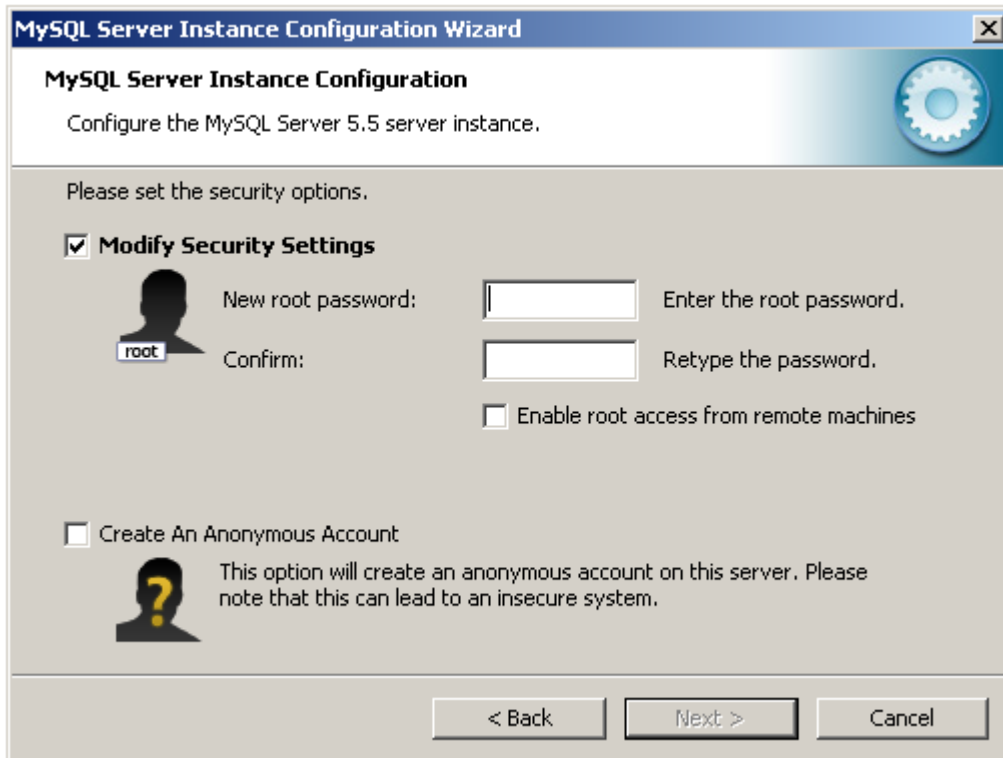 MySQL Server Instance Configuration Wizard
MySQL Server Instance Configuration
Configure the MySQL Server 5.5 server instance.
Please set the security options.
Modify Security Settings
root
New root password:
Enter the root password.
Confirm:
Retype the password.
Enable root access from remote machines
Create An Anonymous Account
?
This option will create an anonymous account on this server. Please
note that this can lead to an insecure system.
< Back
Next >
Cancel